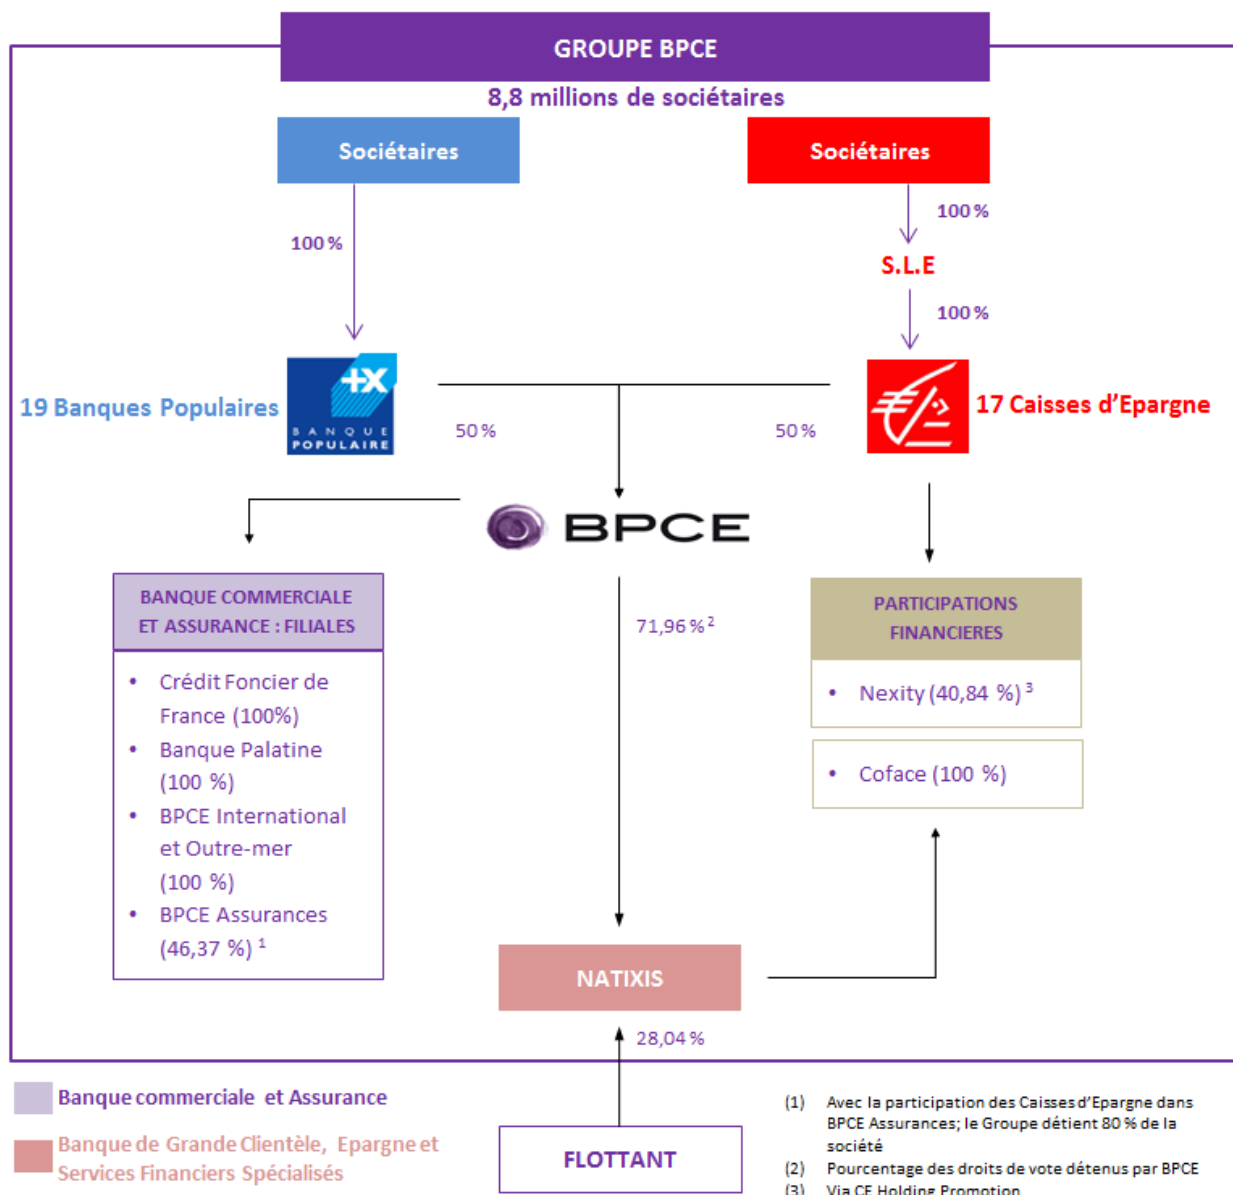 GROUPE BPCE
8,8 millions de sociétaires
Sociétaires
Sociétaires
100 %
100 %
S.L.E
100 %
19 Banques Populaires
+X
BANQUE
POPULAIRE
17 Caisses d’Epargne
50 %
50 %
BPCE
BANQUE COMMERCIALE
ET ASSURANCE : FILIALES
• Crédit Foncier de
France (100%)
• Banque Palatine
(100 %)
• BPCE International
et Outre-mer
(100 %)
• BPCE Assurances
(46,37 %) 1
71,96 %2
PARTICIPATIONS
FINANCIERES
• Nexity (40,84 %) 3
• Coface (100 %)
NATIXIS
28,04 %
FLOTTANT
Banque commerciale et Assurance
Banque de Grande Clientèle, Epargne et
Services Financiers Spécialisés
(1) Avec la participation des Caisses d’Epargne dans
BPCE Assurances; le Groupe détient 80 % de la
société
(2) Pourcentage des droits de vote détenus par BPCE
(3) Via CE Holding Promotion